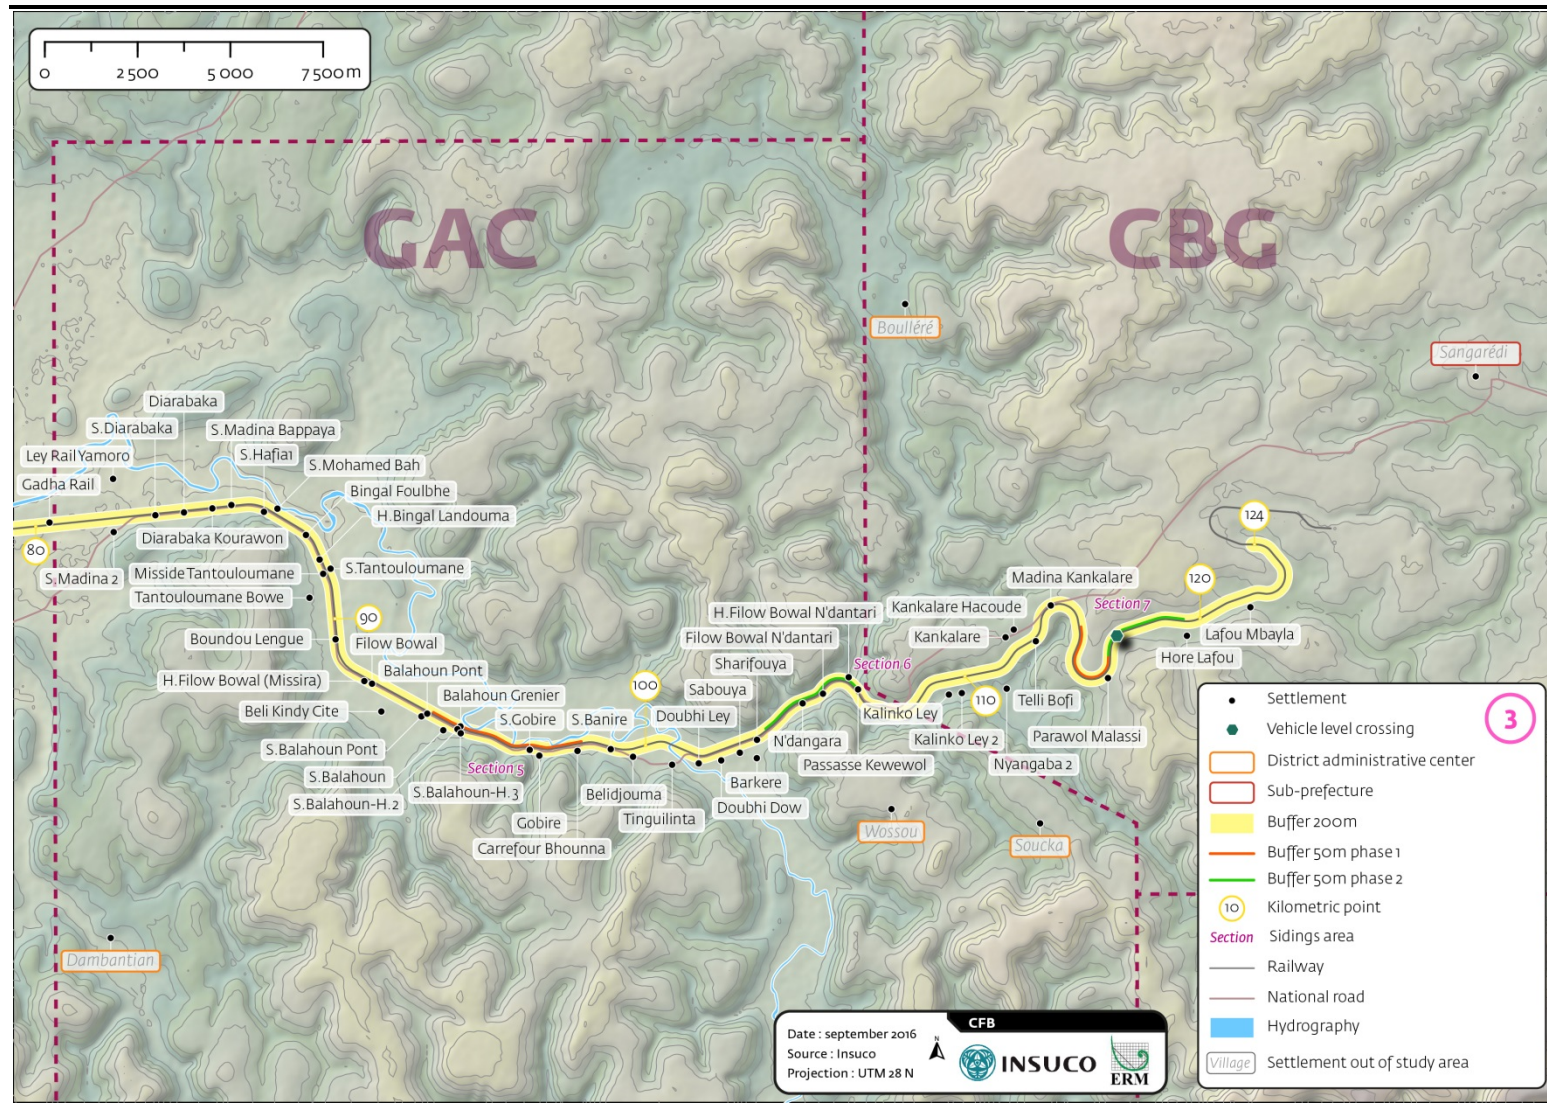 0 2 500 5 000 7 500 m
GAC
CBG
Boulléré
Sangarédi
Diarabaka
S.Diarabaka
S.Madina Bappaya
Ley Rail Yamoro
S.Hafia1
S.Mohamed Bah
Gadha Rail
Bingal Foulbhe
H.Bingal Landouma
124
Diarabaka Kourawon
80
S.Madina 2
Misside Tantouloumane
S.Tantouloumane
Madina Kankalare
120
Tantouloumane Bowe
90
H.Filow Bowal N'dantari
Kankalare Hacoude
Section 7
Boundou Lengue
Filow Bowal
Filow Bowal N'dantari
Kankalare
Lafou Mbayla
Hore Lafou
Balahoun Pont
Sharifouya
Section 6
H.Filow Bowal (Missira)
100
Sabouya
Balahoun Grenier
110
Telli Bofi
Beli Kindy Cite
S.Gobire
S.Banire
Doubhi Ley
Kalinko Ley
N'dangara
Kalinko Ley 2
Parawol Malassi
S.Balahoun Pont
Section 5
Passasse Kewewol
Nyangaba 2
S.Balahoun
S.Balahoun-H.3
Belidjouma
Barkere
S.Balahoun-H.2
Doubhi Dow
Gobire
Tinguilinta
Wossou
Carrefour Bhounna
Soucka
Dambantian
Settlement
3
Vehicle level crossing
District administrative center
Sub-prefecture
Buffer 200m
Buffer 50m phase 1
Buffer 50m phase 2
10 Kilometric point
Section Sidings area
Railway
National road
Hydrography
Village Settlement out of study area
CFB
Date : september 2016
Source : Insuco
Projection : UTM 28 N
N
INSUCO
ERM